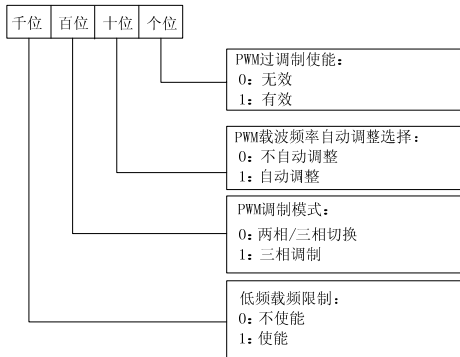 千位 百位 十位 个位
PWM过调制使能：
0：无效
1：有效
PWM载波频率自动调整选择：
0：不自动调整
1：自动调整
PWM调制模式：
0：两相/三相切换
1：三相调制
低频载频限制：
0：不使能
1：使能